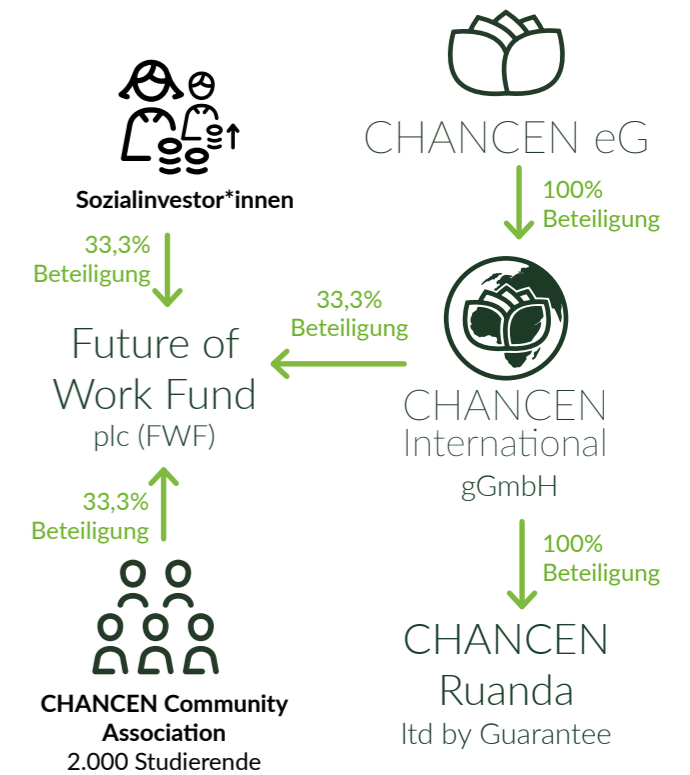 CHANCEN eG
100%
Beteiligung
Sozialinvestor*innen
33,3%
Beteiligung
33,3%
Beteiligung
Future of
Work Fund
plc (FWF)
CHANCEN
International
gGmbH
33,3%
Beteiligung
100%
Beteiligung
CHANCEN
Ruanda
ltd by Guarantee
CHANCEN Community
Association
2.000 Studierende